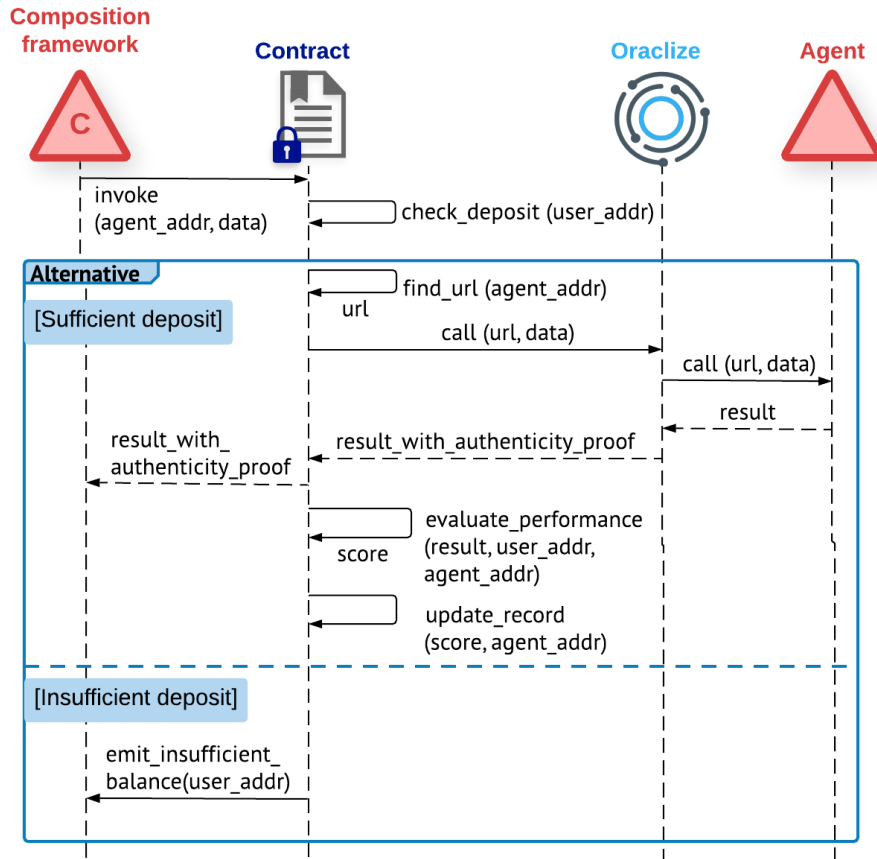 Composition
framework
Contract
Oraclize
Agent
C
invoke
(agent_addr, data)
check_deposit (user_addr)
Alternative
find_url (agent_addr)
url
[Sufficient deposit]
call (url, data)
call (url, data)
result
result_with_
authenticity_proof
result_with_authenticity_proof
evaluate_performance
(result, user_addr,
agent_addr)
score
update_record
(score, agent_addr)
[Insufficient deposit]
emit_insufficient_
balance(user_addr)